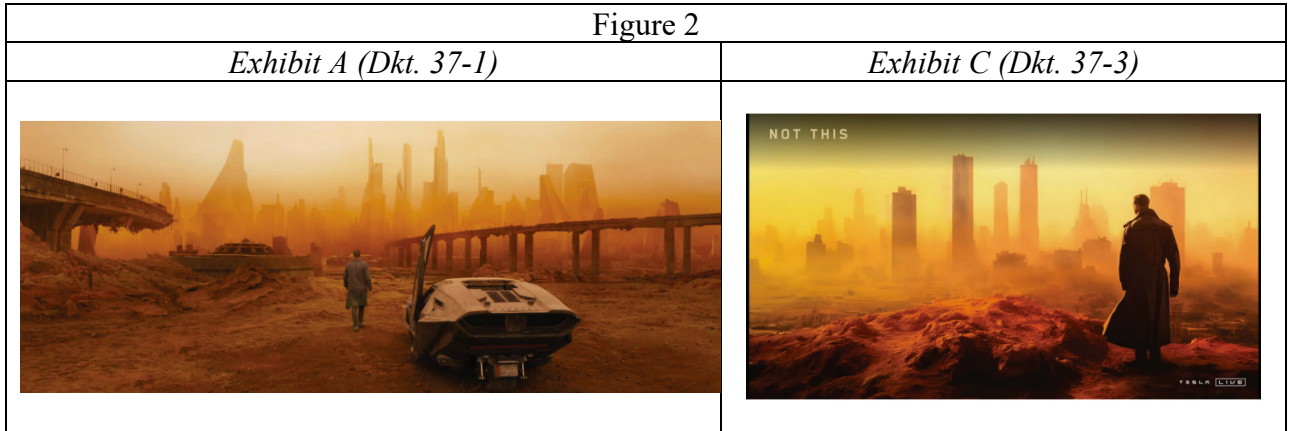 Figure 2
Exhibit A (Dkt. 37-1)
Exhibit C (Dkt. 37-3)
NOT THIS
TESLA LIVE